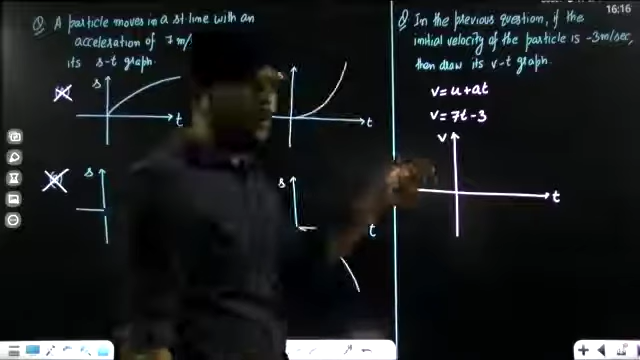 16:16
Q. A particle moves in a st. line with an
acceleration of 7 m/
its s-t graph.
s
t
s
t
s
s
t
Q. In the previous question, if the
initial velocity of the particle is -3m/sec,
then draw its v-t graph.
v = u + at
v = 7t - 3
v
t